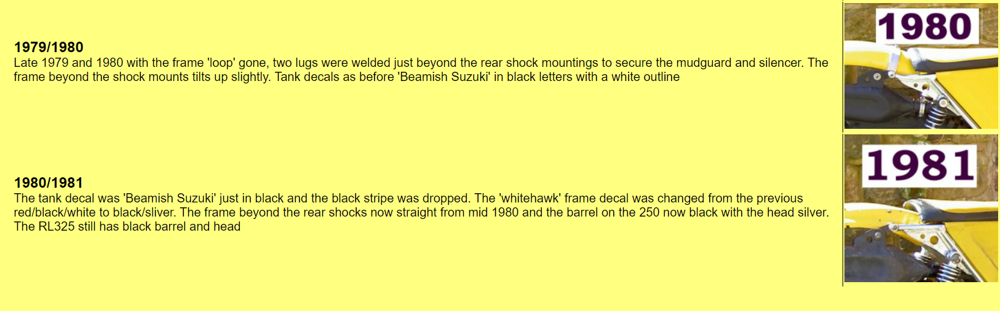 1979/1980
Late 1979 and 1980 with the frame 'loop' gone, two lugs were welded just beyond the rear shock mountings to secure the mudguard and silencer. The
frame beyond the shock mounts tilts up slightly. Tank decals as before 'Beamish Suzuki' in black letters with a white outline
1980
1980/1981
The tank decal was 'Beamish Suzuki' just in black and the black stripe was dropped. The 'whitehawk' frame decal was changed from the previous
red/black/white to black/sliver. The frame beyond the rear shocks now straight from mid 1980 and the barrel on the 250 now black with the head silver.
The RL325 still has black barrel and head
1981